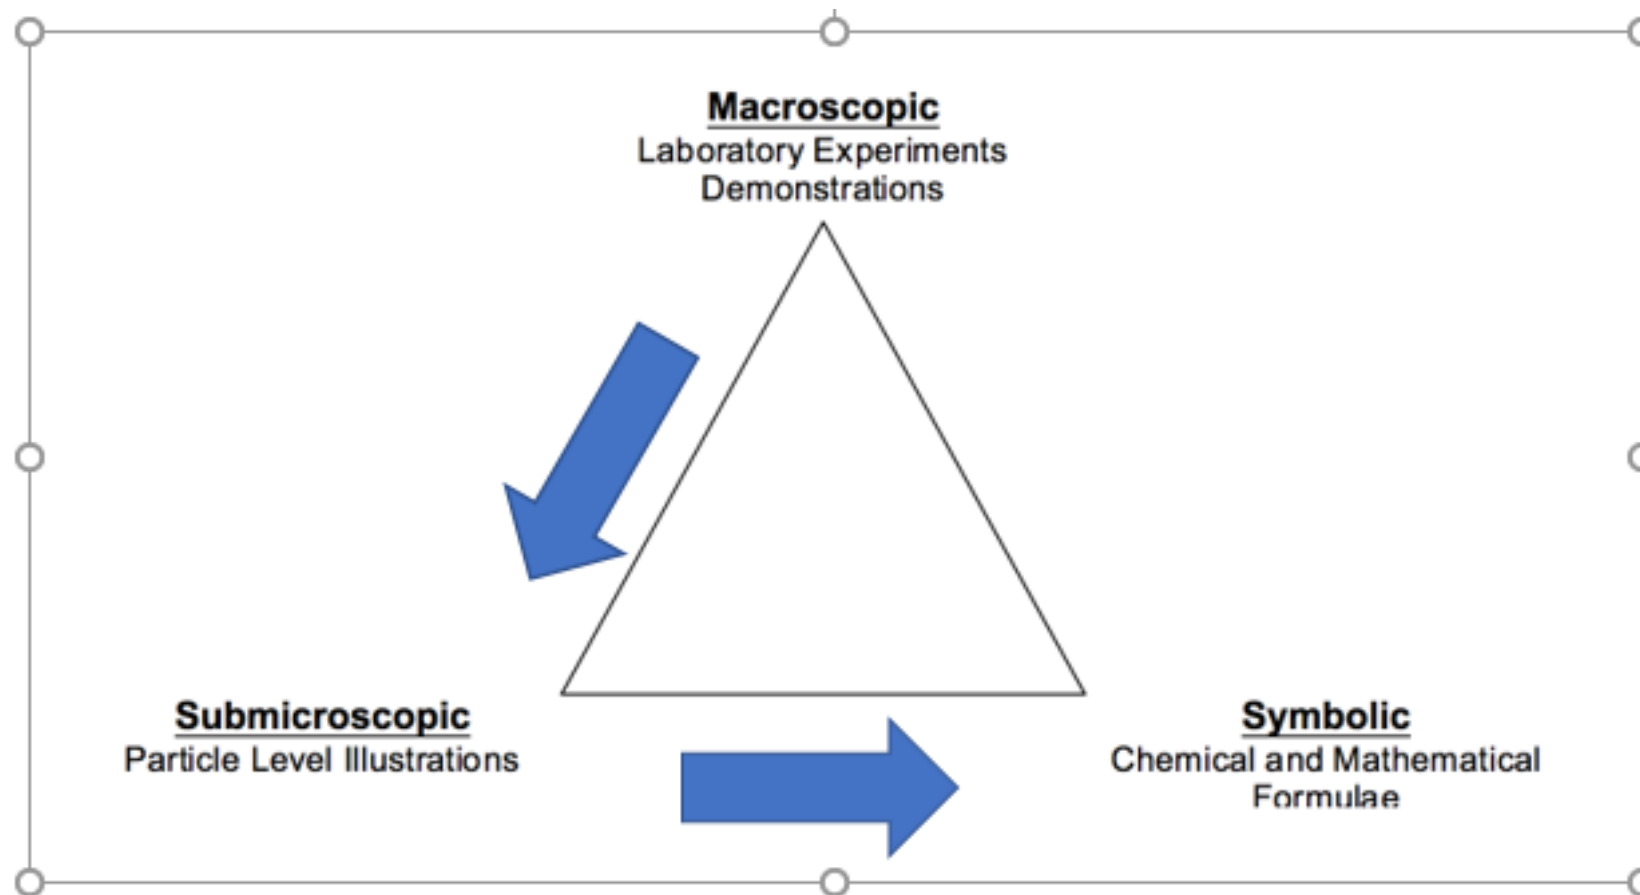 Macroscopic
Laboratory Experiments
Demonstrations
Submicroscopic
Particle Level Illustrations
Symbolic
Chemical and Mathematical
Formulae